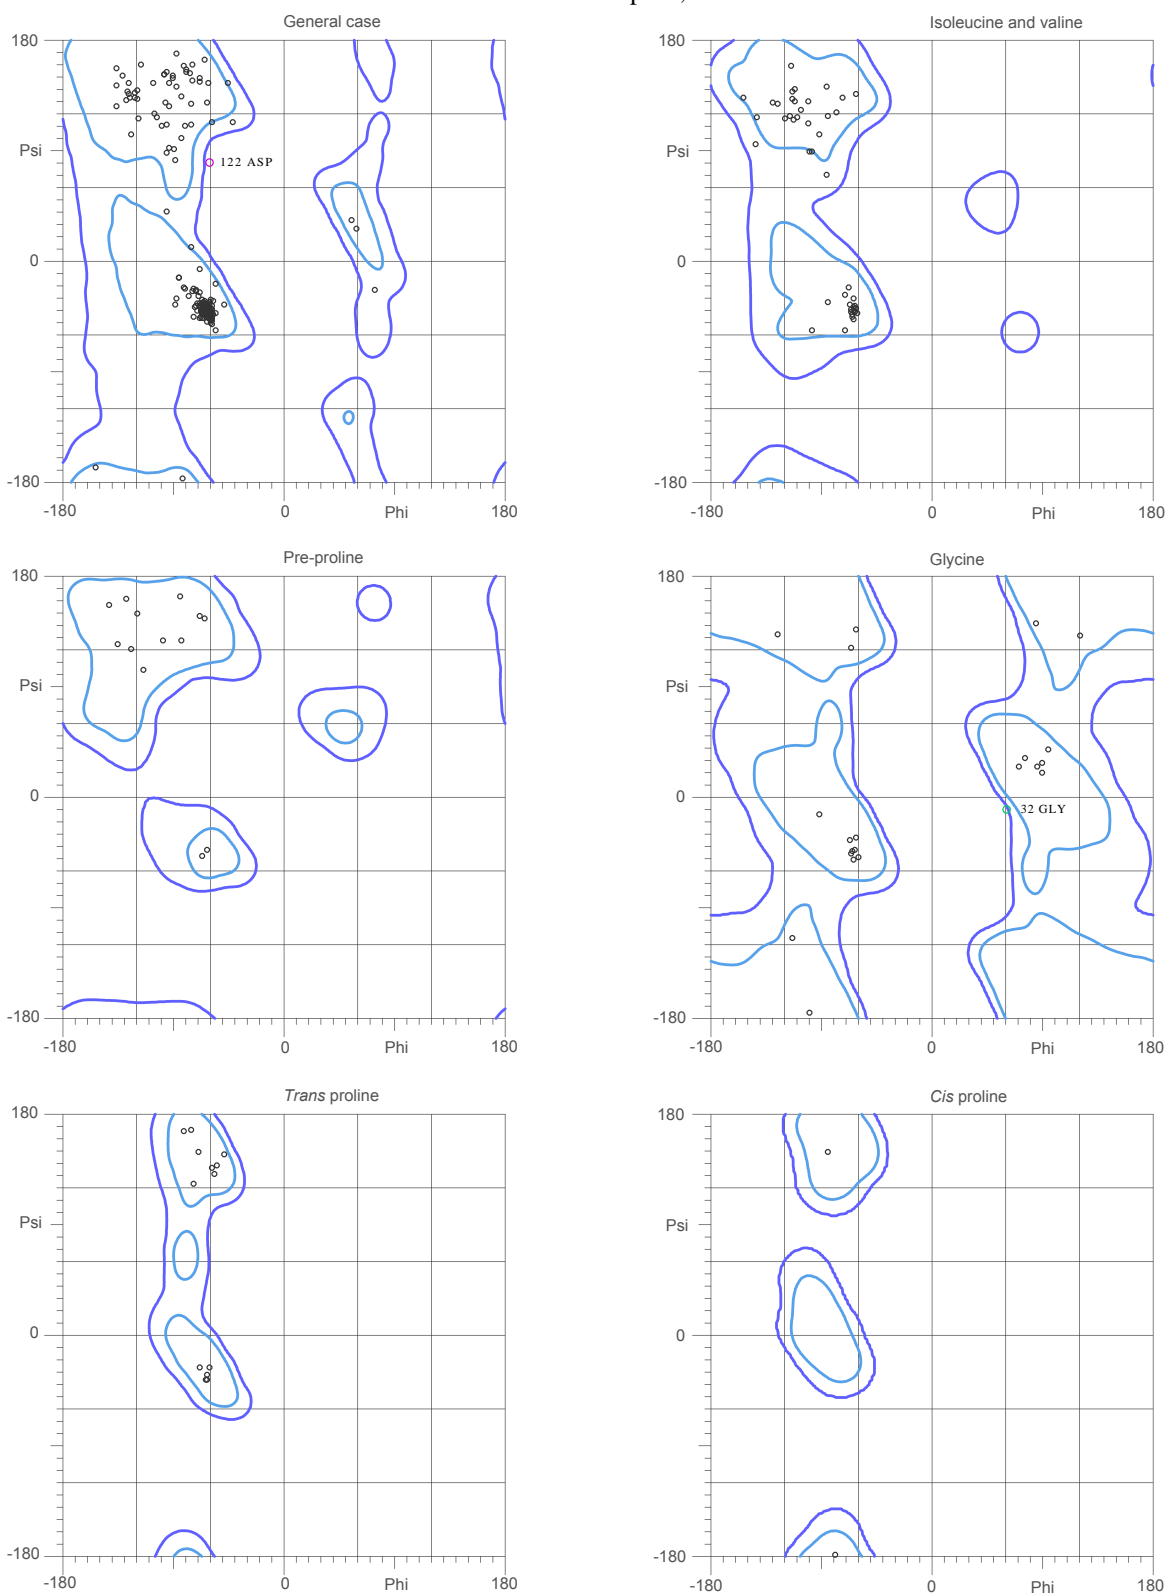 General case
180
Psi
0
-180
-180
0
Phi
180
122 ASP
Isoleucine and valine
180
Psi
0
-180
-180
0
Phi
180
Pre-proline
180
Psi
0
-180
-180
0
Phi
180
Glycine
180
Psi
0
-180
-180
0
Phi
180
32 GLY
Trans proline
180
Psi
0
-180
-180
0
Phi
180
Cis proline
180
Psi
0
-180
-180
0
Phi
180